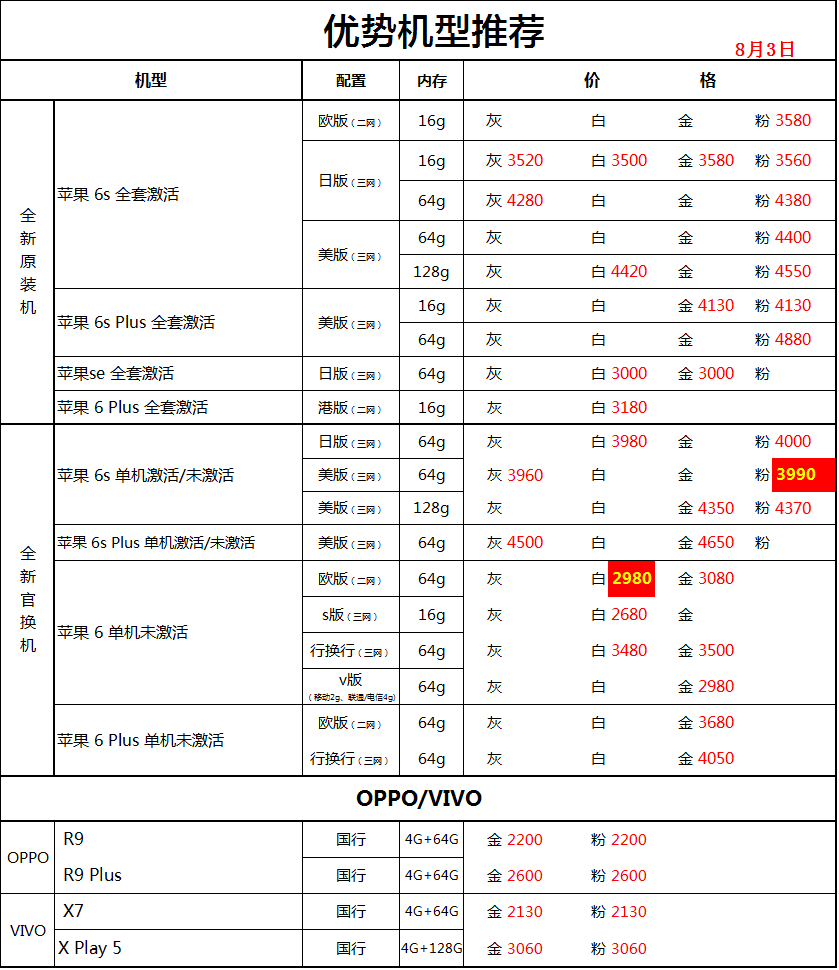 优势机型推荐
8月3日
机型 配置 内存 价 格
全新原装机
苹果 6s 全套激活
欧版（二网） 16g 灰 白 金 粉 3580
日版（三网） 16g 灰 3520 白 3500 金 3580 粉 3560
64g 灰 4280 白 金 粉 4380
美版（三网） 64g 灰 白 金 粉 4400
128g 灰 白 4420 金 粉 4550
苹果 6s Plus 全套激活
美版（三网） 16g 灰 白 金 4130 粉 4130
64g 灰 白 金 粉 4880
苹果se 全套激活 日版（三网） 64g 灰 白 3000 金 3000 粉
苹果 6 Plus 全套激活 港版（二网） 16g 灰 白 3180
全新官换机
苹果 6s 单机激活/未激活
日版（三网） 64g 灰 白 3980 金 粉 4000
美版（三网） 64g 灰 3960 白 金 粉 3990
美版（三网） 128g 灰 白 金 4350 粉 4370
苹果 6s Plus 单机激活/未激活 美版（三网） 64g 灰 4500 白 金 4650 粉
苹果 6 单机未激活
欧版（二网） 64g 灰 白 2980 金 3080
s版（三网） 16g 灰 白 2680 金
行换行（三网） 64g 灰 白 3480 金 3500
v版
（移动2g、联通/电信4g） 64g 灰 白 金 2980
苹果 6 Plus 单机未激活
欧版（二网） 64g 灰 白 金 3680
行换行（三网） 64g 灰 白 金 4050
OPPO/VIVO
OPPO
R9 国行 4G+64G 金 2200 粉 2200
R9 Plus 国行 4G+64G 金 2600 粉 2600
VIVO
X7 国行 4G+64G 金 2130 粉 2130
X Play 5 国行 4G+128G 金 3060 粉 3060